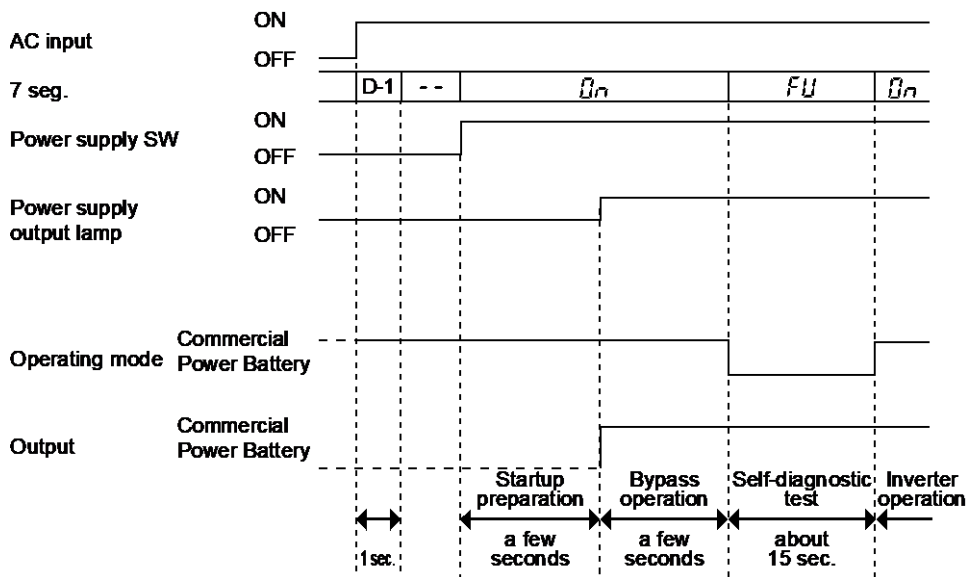 AC input
ON
OFF
7 seg.
D-1
- -
On
FU
On
Power supply SW
ON
OFF
Power supply
output lamp
ON
OFF
Operating mode
Commercial
Power Battery
Output
Commercial
Power Battery
Startup
preparation
Bypass
operation
Self-diagnostic
test
Inverter
operation
1 sec.
a few
seconds
a few
seconds
about
15 sec.